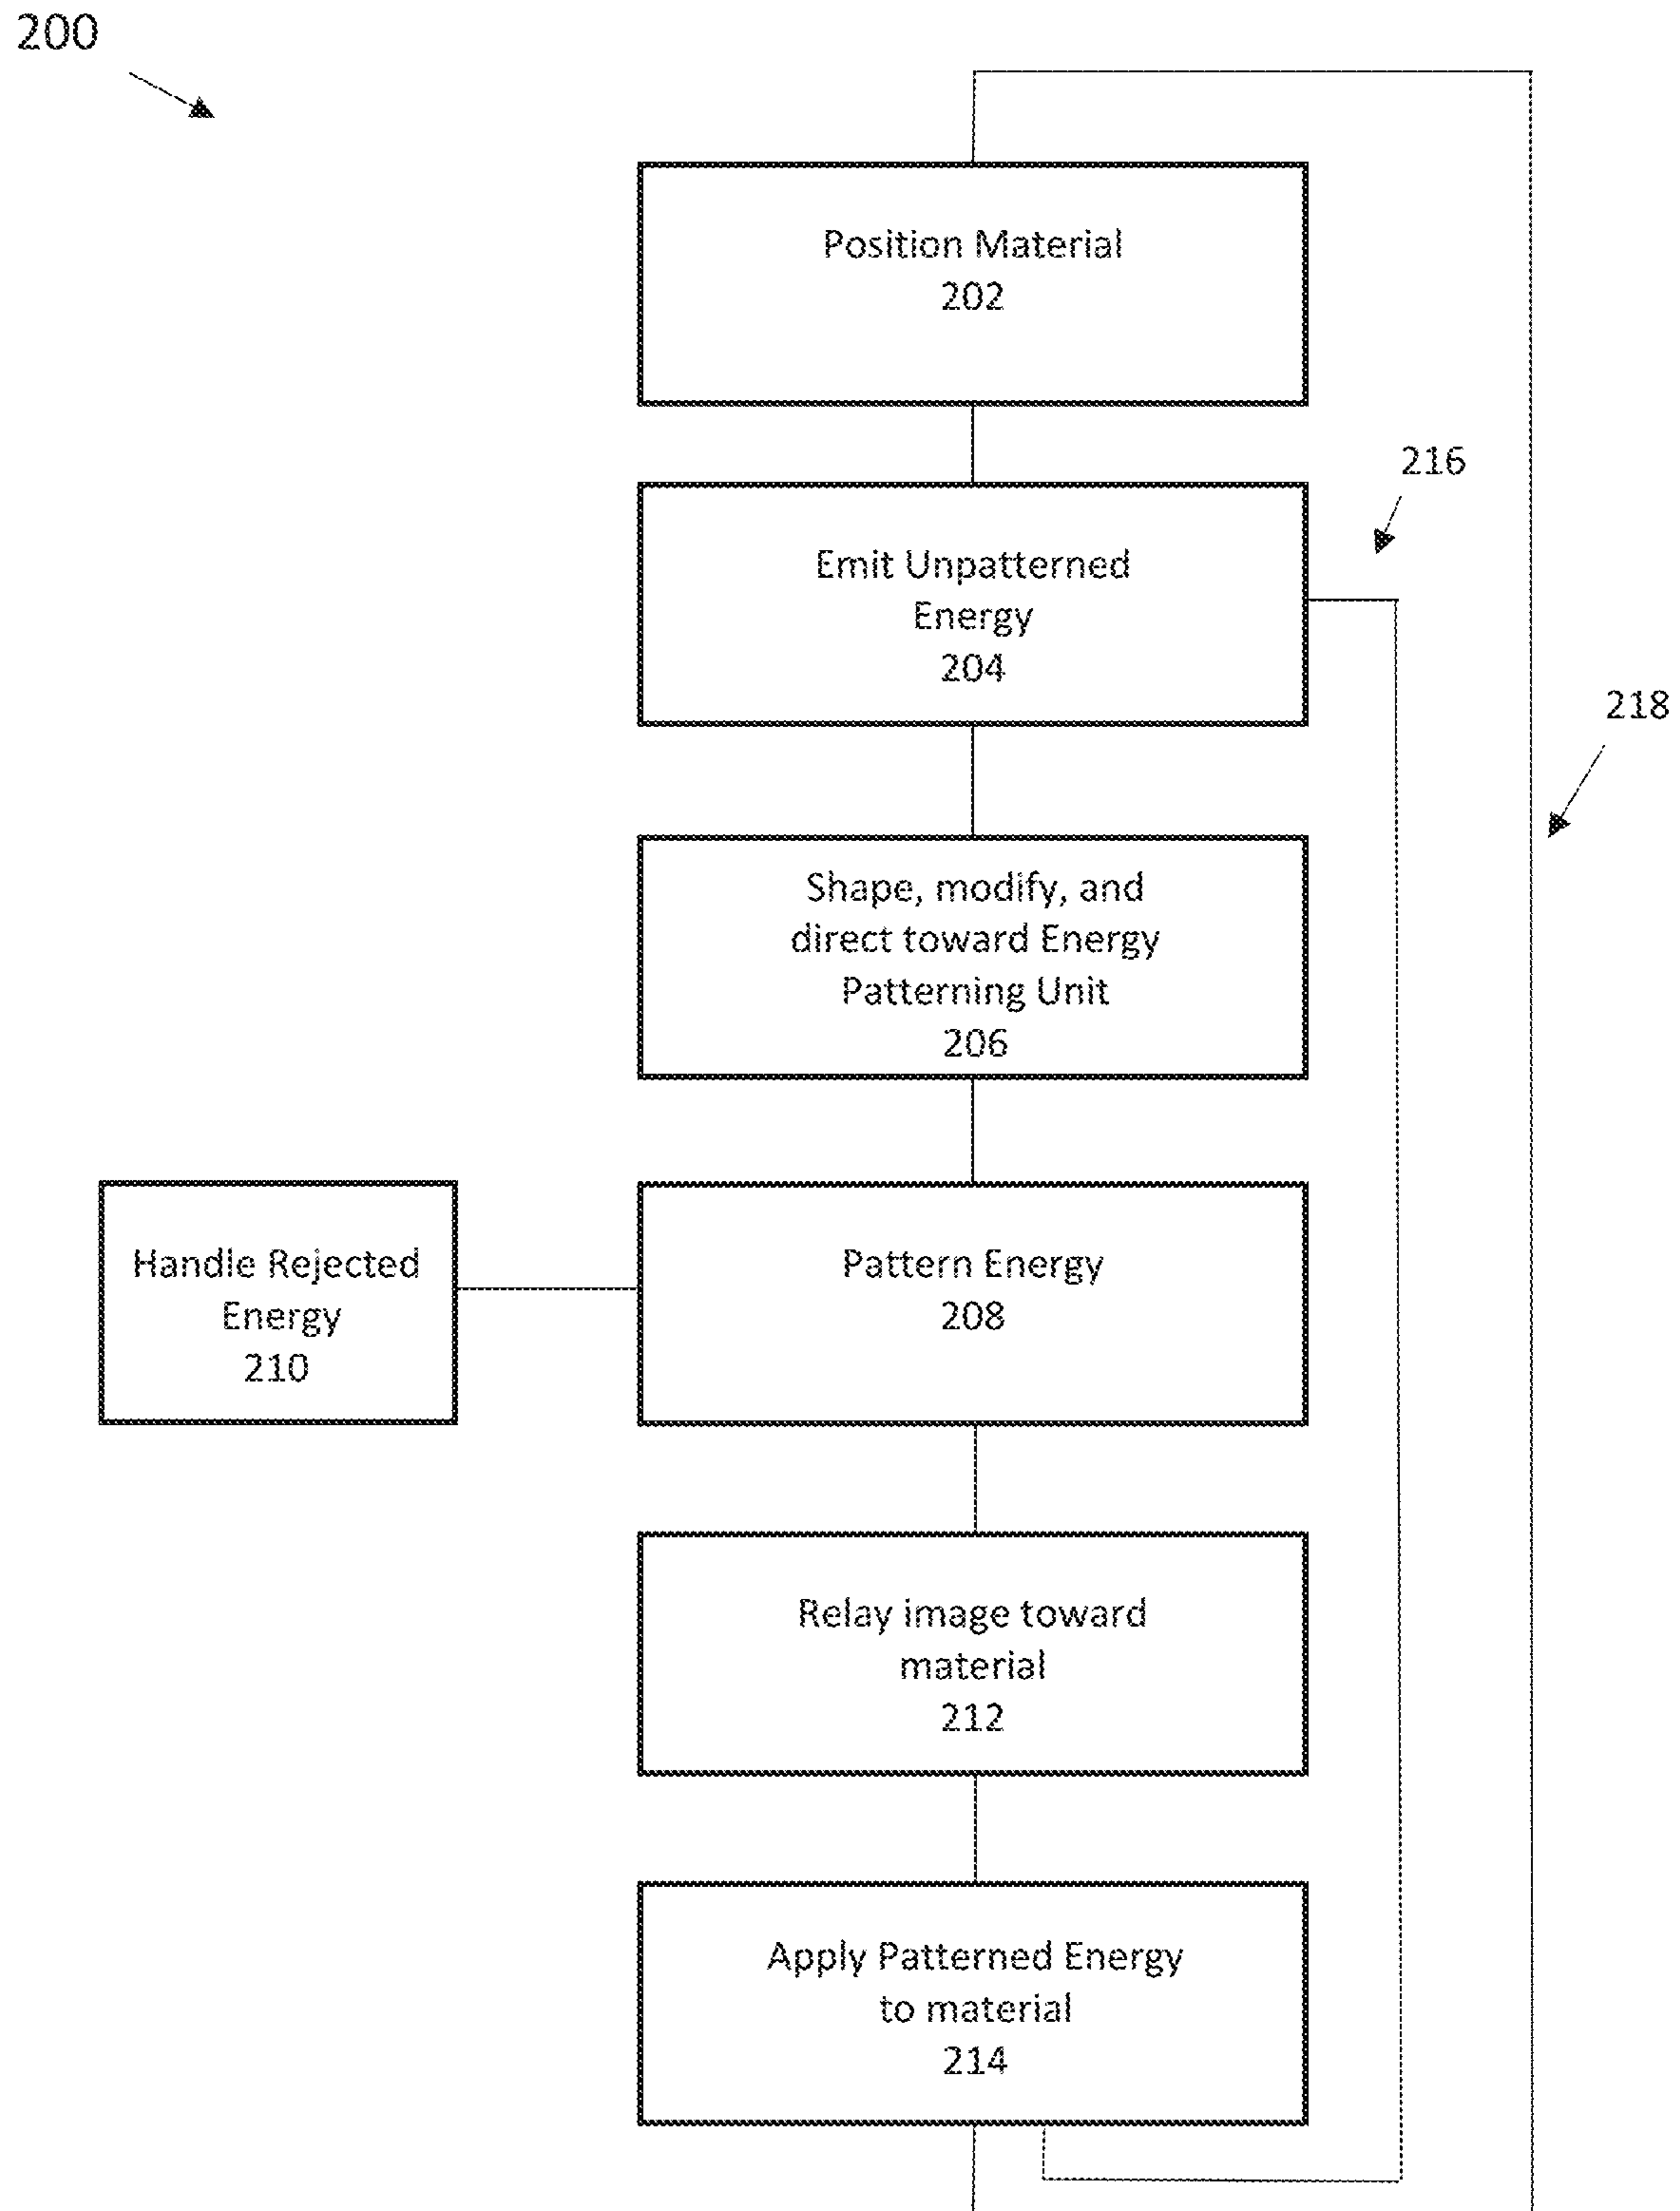 200
Position Material
202
216
Emit Unpatterned
Energy
204
218
Shape, modify, and
direct toward Energy
Patterning Unit
206
Handle Rejected
Energy
210
Pattern Energy
208
Relay image toward
material
212
Apply Patterned Energy
to material
214